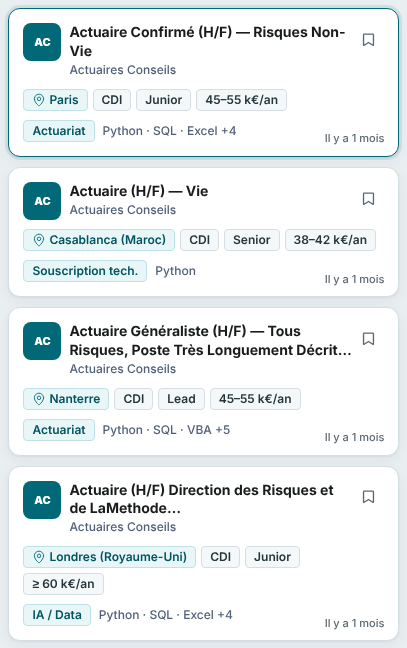 AC
Actuaire Confirmé (H/F) — Risques Non-
Vie
Actuaires Conseils
Paris CDI Junior 45–55 k€/an
Actuariat Python · SQL · Excel +4
Il y a 1 mois
AC
Actuaire (H/F) — Vie
Actuaires Conseils
Casablanca (Maroc) CDI Senior 38–42 k€/an
Souscription tech. Python
Il y a 1 mois
AC
Actuaire Généraliste (H/F) — Tous
Risques, Poste Très Longuement Décrit…
Actuaires Conseils
Nanterre CDI Lead 45–55 k€/an
Actuariat Python · SQL · VBA +5
Il y a 1 mois
AC
Actuaire (H/F) Direction des Risques et
de LaMethode…
Actuaires Conseils
Londres (Royaume-Uni) CDI Junior
≥ 60 k€/an
IA / Data Python · SQL · Excel +4
Il y a 1 mois